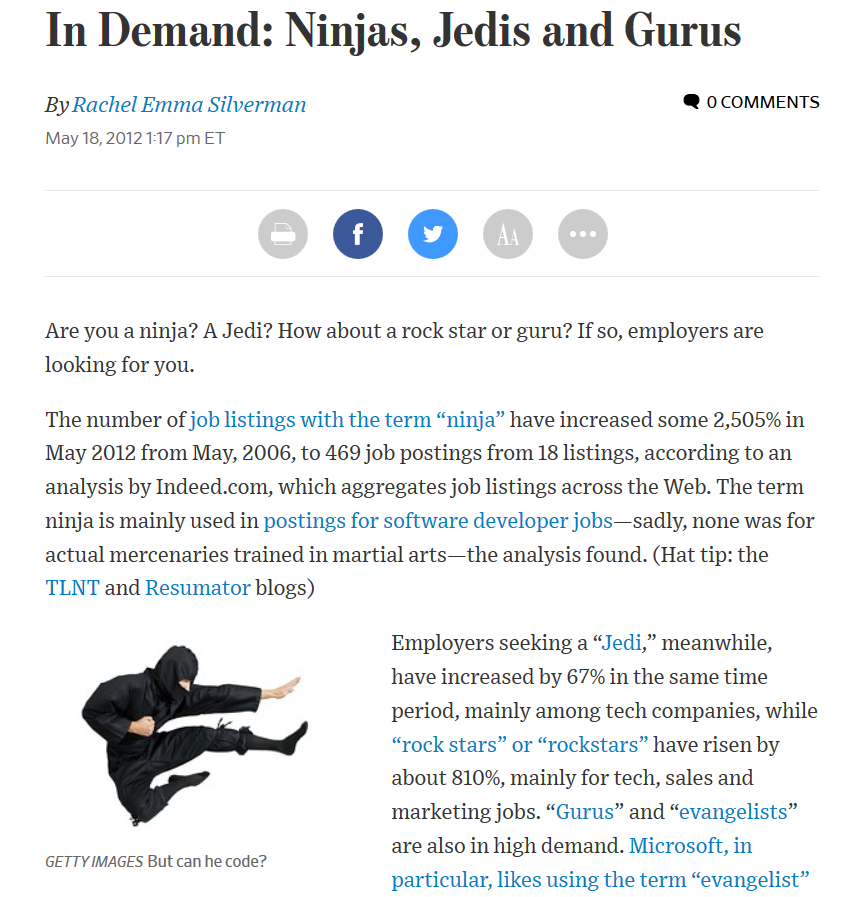 In Demand: Ninjas, Jedis and Gurus
By Rachel Emma Silverman
0 COMMENTS
May 18, 2012 1:17 pm ET
f
AA
Are you a ninja? A Jedi? How about a rock star or guru? If so, employers are
looking for you.
The number of job listings with the term “ninja” have increased some 2,505% in
May 2012 from May, 2006, to 469 job postings from 18 listings, according to an
analysis by Indeed.com, which aggregates job listings across the Web. The term
ninja is mainly used in postings for software developer jobs—sadly, none was for
actual mercenaries trained in martial arts—the analysis found. (Hat tip: the
TLNT and Resumator blogs)
Employers seeking a “Jedi,” meanwhile,
have increased by 67% in the same time
period, mainly among tech companies, while
“rock stars” or “rockstars” have risen by
about 810%, mainly for tech, sales and
marketing jobs. “Gurus” and “evangelists”
are also in high demand. Microsoft, in
particular, likes using the term “evangelist”
GETTY IMAGES But can he code?